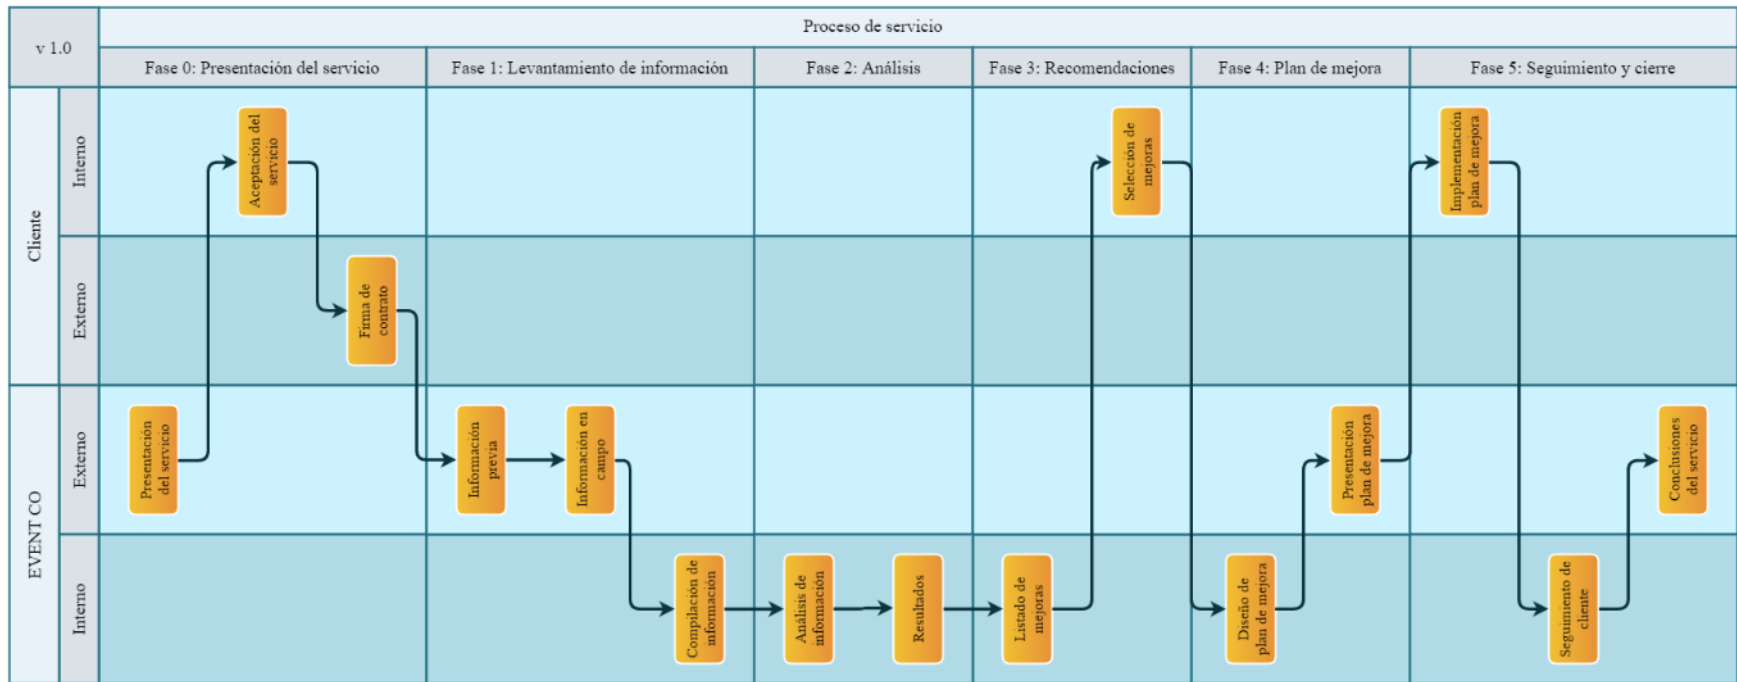 v 1.0
Proceso de servicio
Fase 0: Presentación del servicio
Fase 1: Levantamiento de información
Fase 2: Análisis
Fase 3: Recomendaciones
Fase 4: Plan de mejora
Fase 5: Seguimiento y cierre
Cliente
Interno
Aceptación del
servicio
Selección de
mejoras
Implementación
plan de mejora
Externo
Firma de
contrato
EVENT CO
Externo
Presentación
del servicio
Información
previa
Información en
campo
Presentación
plan de mejora
Conclusiones
del servicio
Interno
Compilación de
información
Análisis de
información
Resultados
Listado de
mejoras
Diseño de
plan de mejora
Seguimiento de
cliente